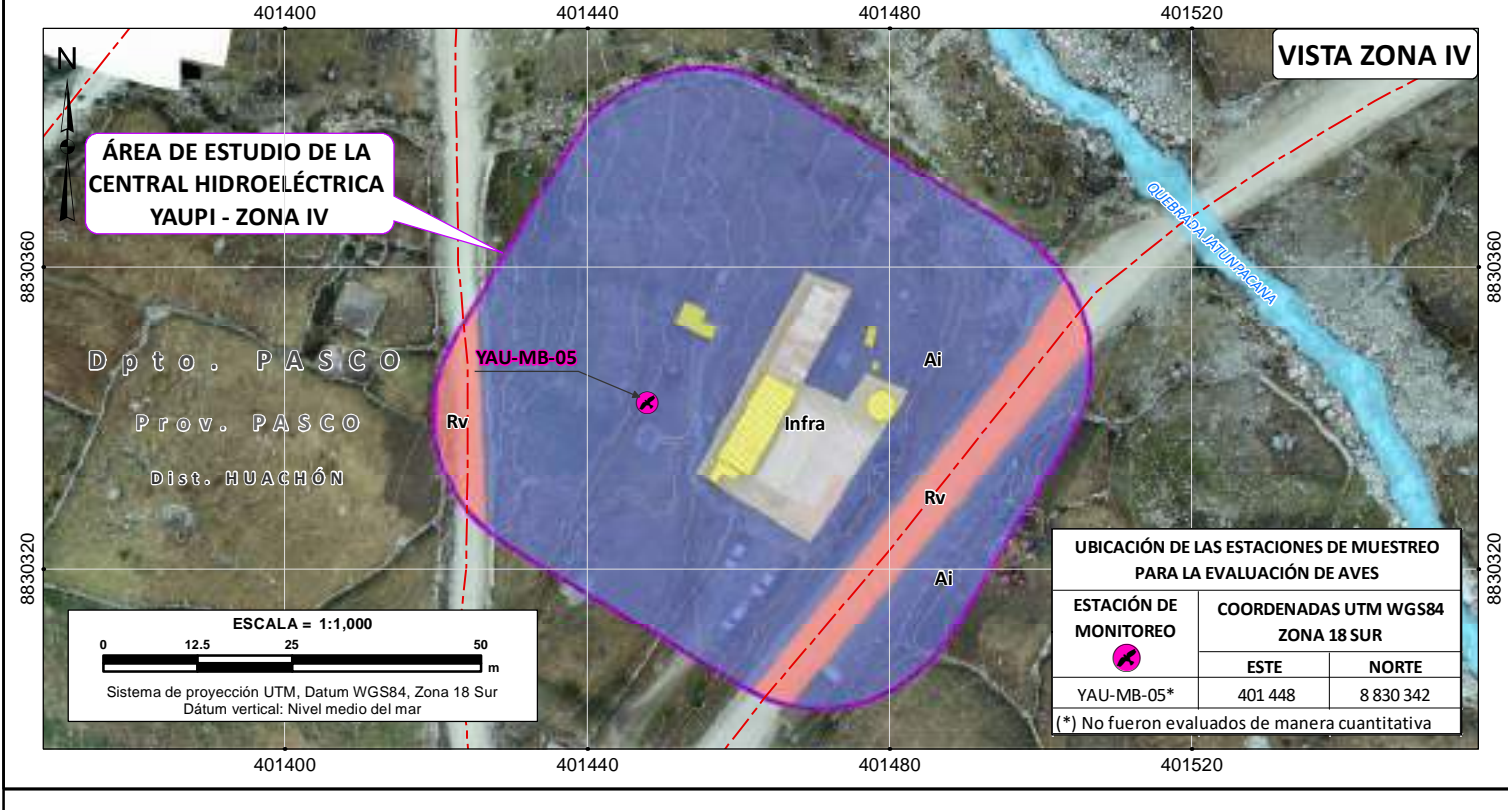 401400 401440 401480 401520
VISTA ZONA IV
N
ÁREA DE ESTUDIO DE LA
CENTRAL HIDROELÉCTRICA
YAUPI - ZONA IV
QUEBRADA JATUNPACANA
8830360 8830360
Dpto. PASCO
YAU-MB-05
Ai
Prov. PASCO
Rv
Infra
Dist. HUACHÓN
Rv
Ai
8830320 8830320
UBICACIÓN DE LAS ESTACIONES DE MUESTREO
PARA LA EVALUACIÓN DE AVES
ESTACIÓN DE
MONITOREO
COORDENADAS UTM WGS84
ZONA 18 SUR
ESTE NORTE
YAU-MB-05* 401 448 8 830 342
(*) No fueron evaluados de manera cuantitativa
ESCALA = 1:1,000
0 12.5 25 50
m
Sistema de proyección UTM, Datum WGS84, Zona 18 Sur
Dátum vertical: Nivel medio del mar
401400 401440 401480 401520